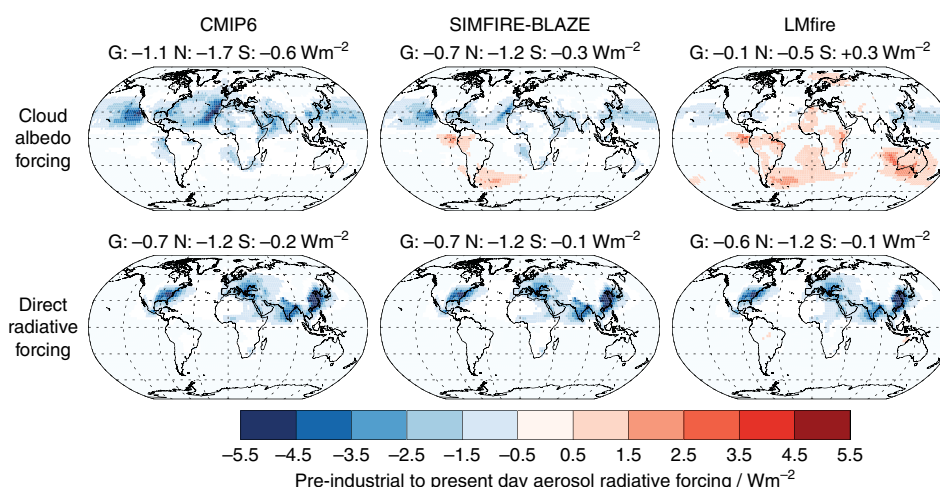 CMIP6 SIMFIRE-BLAZE LMfire
G: −1.1 N: −1.7 S: −0.6 Wm−2 G: −0.7 N: −1.2 S: −0.3 Wm−2 G: −0.1 N: −0.5 S: +0.3 Wm−2
Cloud
albedo
forcing
G: −0.7 N: −1.2 S: −0.2 Wm−2 G: −0.7 N: −1.2 S: −0.1 Wm−2 G: −0.6 N: −1.2 S: −0.1 Wm−2
Direct
radiative
forcing
−5.5 −4.5 −3.5 −2.5 −1.5 −0.5 0.5 1.5 2.5 3.5 4.5 5.5
Pre-industrial to present day aerosol radiative forcing / Wm−2